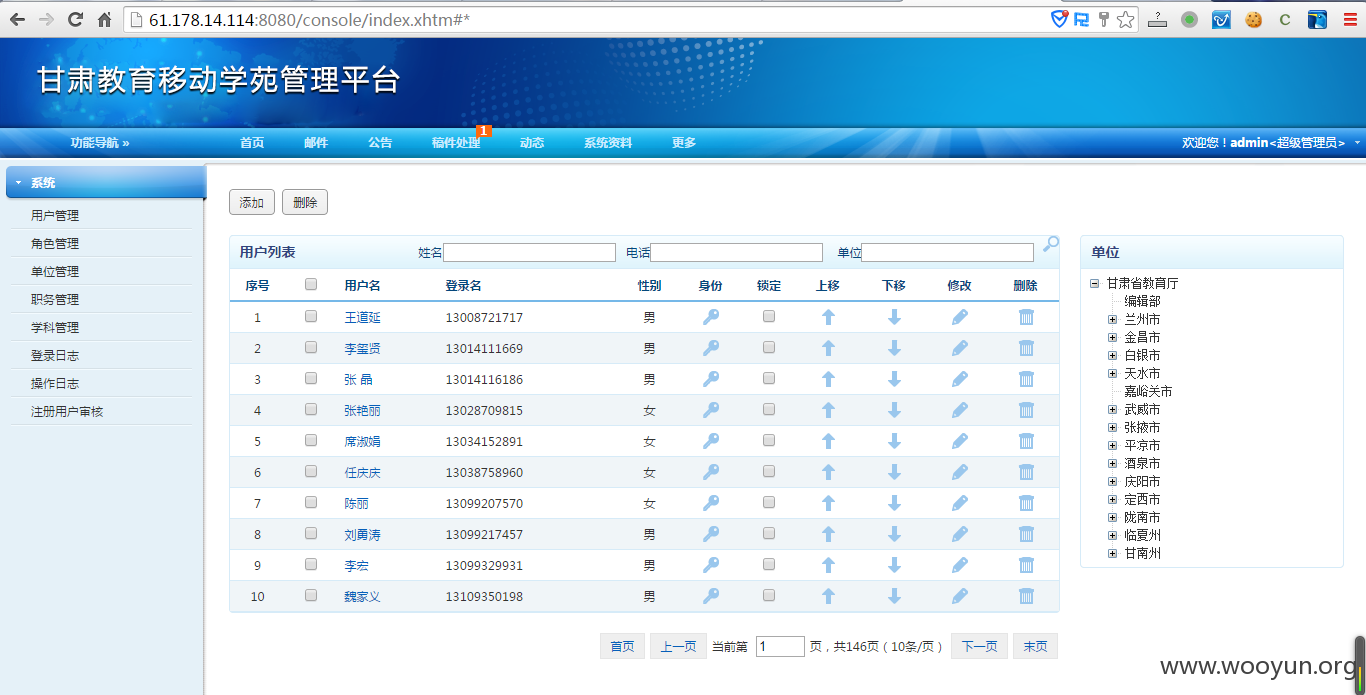 61.178.14.114:8080/console/index.xhtm#*
甘肃教育移动学苑管理平台
功能导航 » 首页 邮件 公告 稿件处理 1 动态 系统资料 更多 欢迎您！admin<超级管理员>
系统
用户管理
角色管理
单位管理
职务管理
学科管理
登录日志
操作日志
注册用户审核
添加 删除
用户列表 姓名 电话 单位
序号 用户名 登录名 性别 身份 锁定 上移 下移 修改 删除
1 王道延 13008721717 男
2 李玺贤 13014111669 男
3 张 晶 13014116186 男
4 张艳丽 13028709815 女
5 席淑娟 13034152891 女
6 任庆庆 13038758960 女
7 陈丽 13099207570 女
8 刘勇涛 13099217457 男
9 李宏 13099329931 男
10 魏家义 13109350198 男
首页 上一页 当前第 1 页，共146页（10条/页） 下一页 末页
单位
甘肃省教育厅
编辑部
兰州市
金昌市
白银市
天水市
嘉峪关市
武威市
张掖市
平凉市
酒泉市
庆阳市
定西市
陇南市
临夏州
甘南州
www.wooyun.org